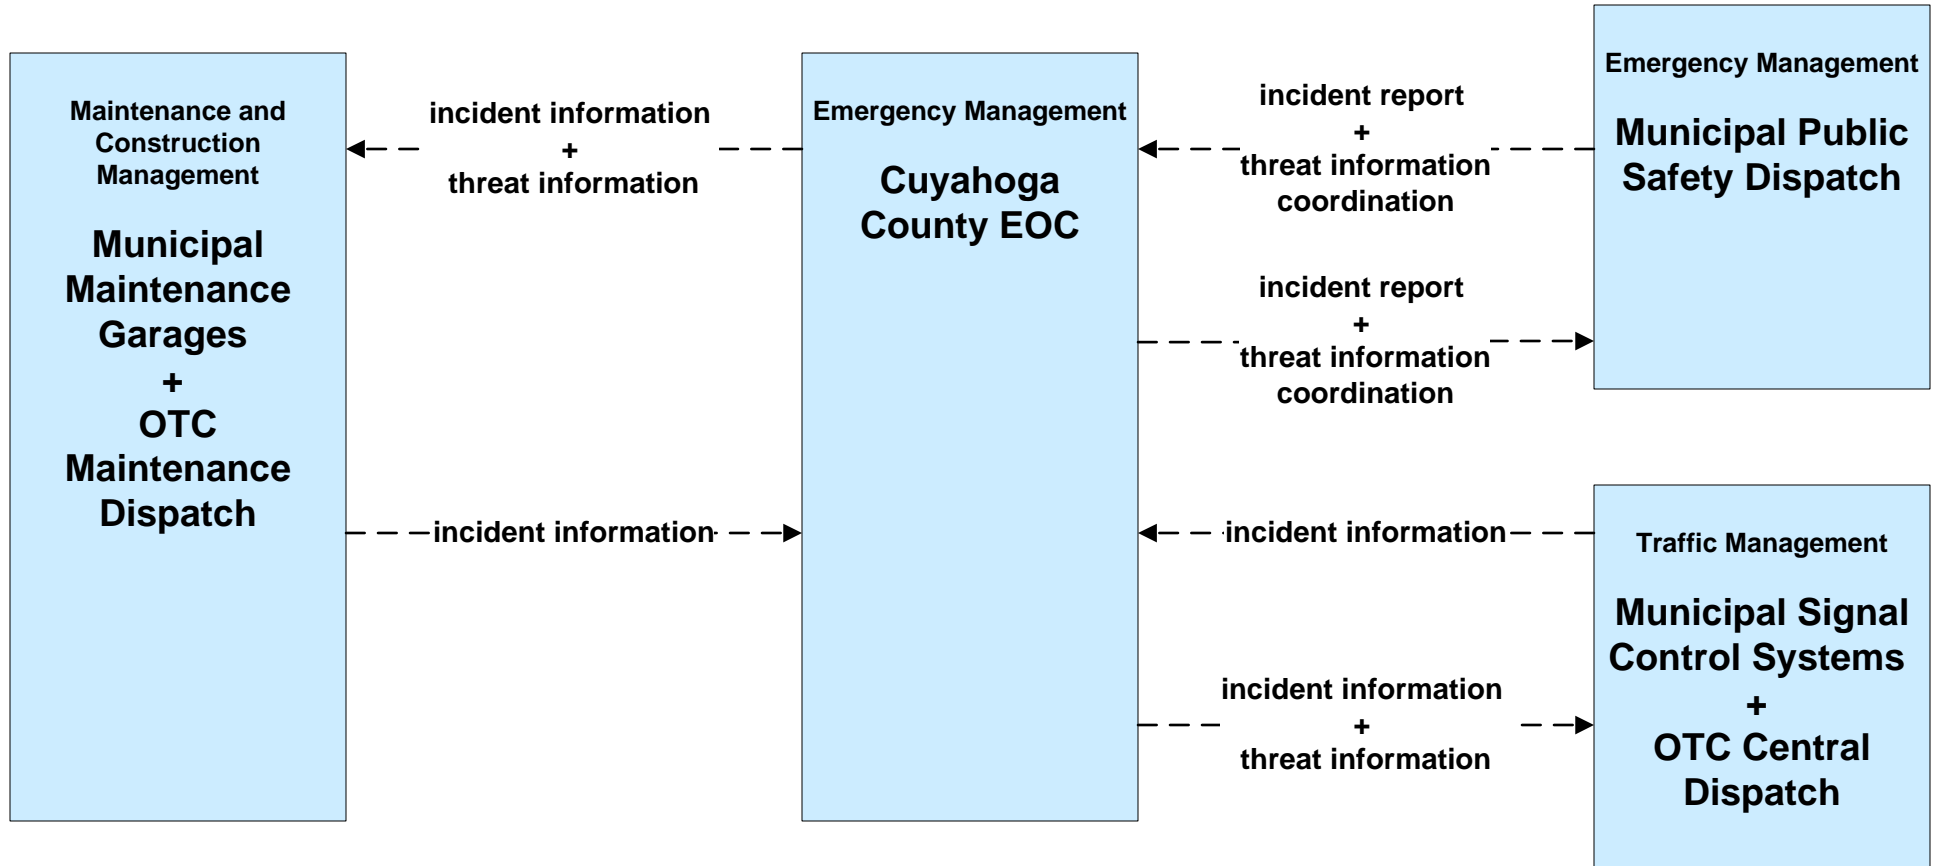 Maintenance and
Construction
Management
Municipal
Maintenance
Garages
+
OTC
Maintenance
Dispatch
incident information
+
threat information
incident information
Emergency Management
Cuyahoga
County EOC
incident report
+
threat information
coordination
incident report
+
threat information
coordination
incident information
incident information
+
threat information
Emergency Management
Municipal Public
Safety Dispatch
Traffic Management
Municipal Signal
Control Systems
+
OTC Central
Dispatch